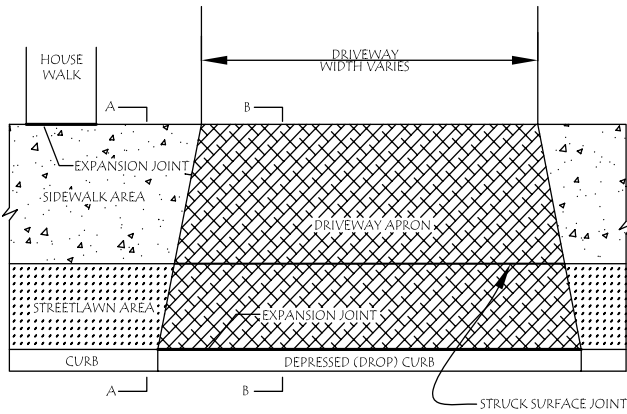 DRIVEWAY
WIDTH VARIES
HOUSE
WALK
A
B
EXPANSION JOINT
SIDEWALK AREA
DRIVEWAY APRON
STREETLAWN AREA
EXPANSION JOINT
CURB
DEPRESSED (DROP) CURB
A
B
STRUCK SURFACE JOINT